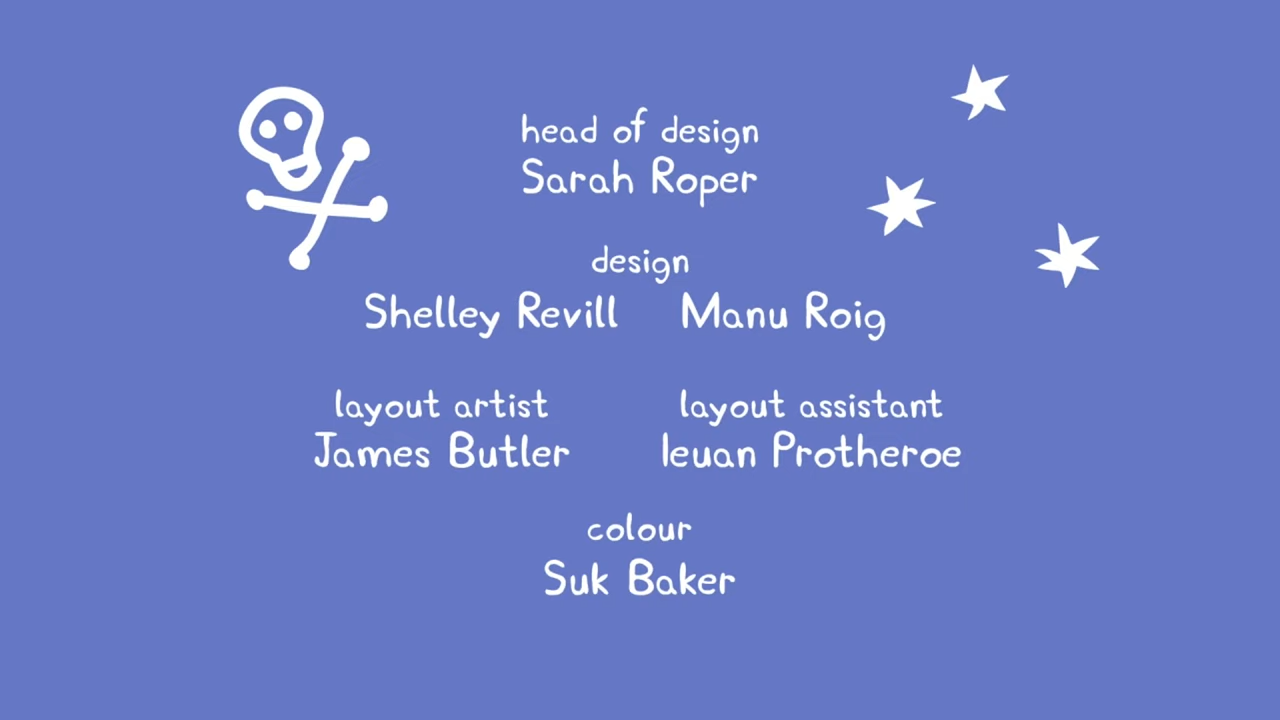 head of design
Sarah Roper
design
Shelley Revill Manu Roig
layout artist layout assistant
James Butler Ieuan Protheroe
colour
Suk Baker